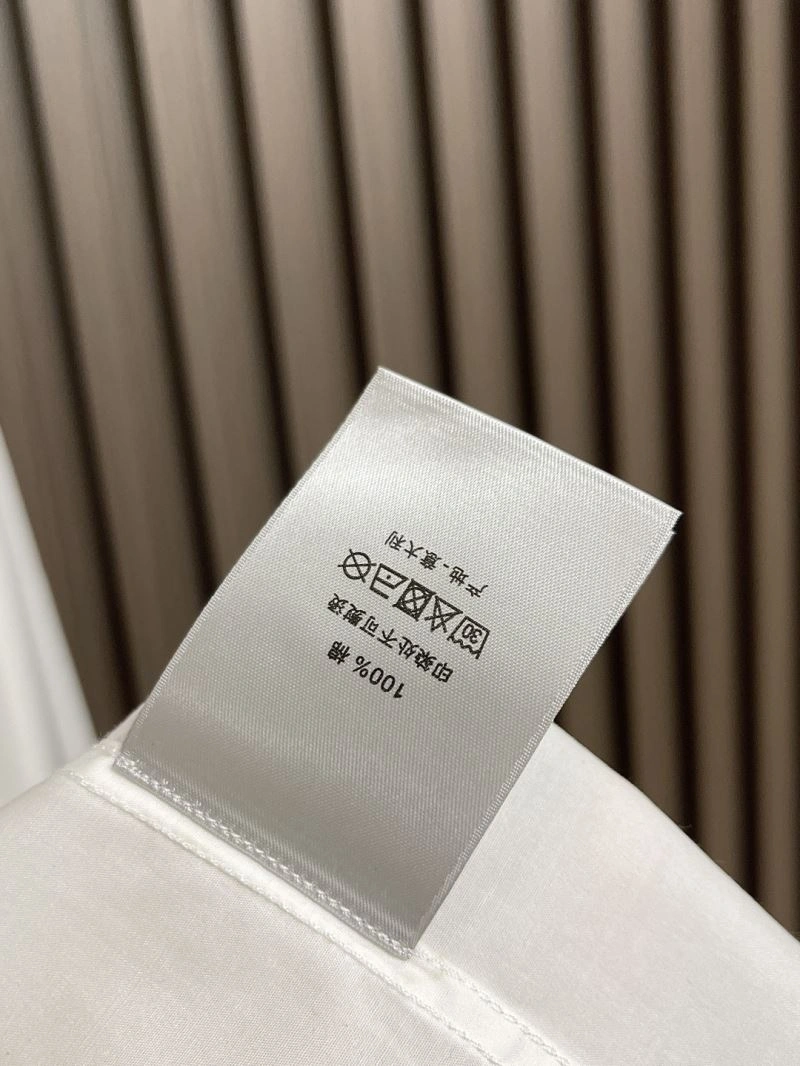 100% 棉
印染处不可熨烫
30
产地 - 意大利